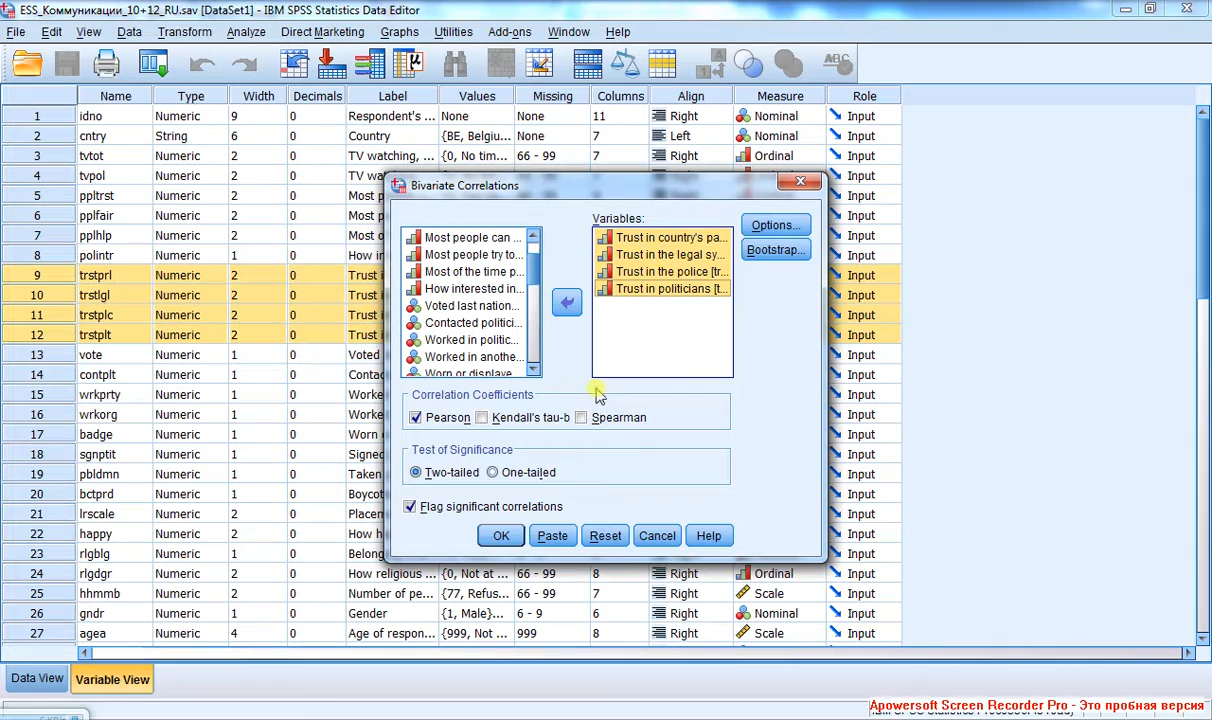 ESS_Коммуникации_10+12_RU.sav [DataSet1] - IBM SPSS Statistics Data Editor
File Edit View Data Transform Analyze Direct Marketing Graphs Utilities Add-ons Window Help
Name Type Width Decimals Label Values Missing Columns Align Measure Role
1 idno Numeric 9 0 Respondent's ... None None 11 Right Nominal Input
2 cntry String 6 0 Country {BE, Belgiu... None 7 Left Nominal Input
3 tvtot Numeric 2 0 TV watching, ... {0, No tim... 66 - 99 7 Right Ordinal Input
4 tvpol Numeric 2 0 Input
5 ppltrst Numeric 2 0 Most Input
6 pplfair Numeric 2 0 Most Input
7 pplhlp Numeric 2 0 Most Input
8 polintr Numeric 1 0 How in Input
9 trstprl Numeric 2 0 Trust i Input
10 trstlgl Numeric 2 0 Trust i Input
11 trstplc Numeric 2 0 Trust i Input
12 trstplt Numeric 2 0 Trust i Input
13 vote Numeric 1 0 Voted Input
14 contplt Numeric 1 0 Conta Input
15 wrkprty Numeric 1 0 Worke Input
16 wrkorg Numeric 1 0 Worke Input
17 badge Numeric 1 0 Worn Input
18 sgnptit Numeric 1 0 Signed Input
19 pbldmn Numeric 1 0 Taken Input
20 bctprd Numeric 1 0 Boycot Input
21 lrscale Numeric 2 0 Placem Input
22 happy Numeric 2 0 How h Input
23 rlgblg Numeric 1 0 Belong Input
24 rlgdgr Numeric 2 0 How religious ... {0, Not at ... 66 - 99 8 Right Ordinal Input
25 hhmmb Numeric 2 0 Number of pe... {77, Refus... 66 - 99 7 Right Scale Input
26 gndr Numeric 1 0 Gender {1, Male}... 6 - 9 6 Right Nominal Input
27 agea Numeric 4 0 Age of respon... {999, Not ... 999 8 Right Scale Input
Bivariate Correlations
Variables:
Most people can ...
Most people try to...
Most of the time p...
How interested in...
Voted last nation...
Contacted politici...
Worked in politic...
Worked in anothe...
Worn or displaye...
Trust in country's pa...
Trust in the legal sy...
Trust in the police [tr...
Trust in politicians [t...
Options...
Bootstrap...
Correlation Coefficients
Pearson Kendall's tau-b Spearman
Test of Significance
Two-tailed One-tailed
Flag significant correlations
OK Paste Reset Cancel Help
Data View Variable View
Apowersoft Screen Recorder Pro - Это пробная версия